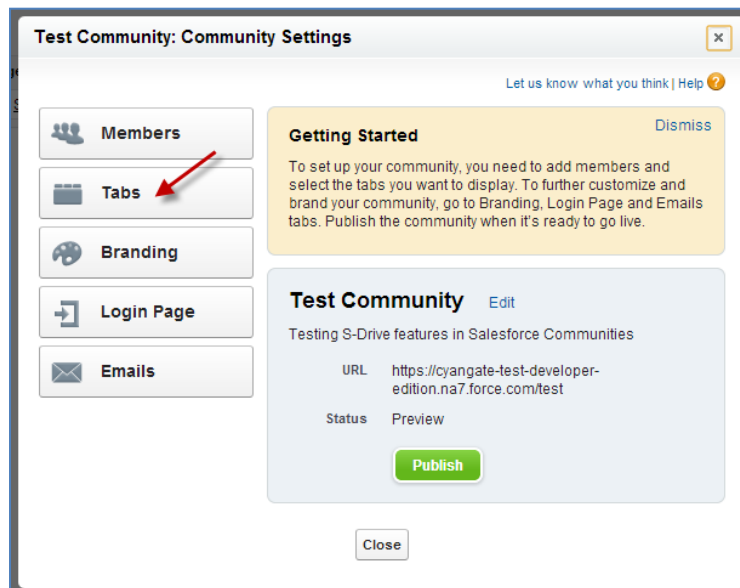 Test Community: Community Settings
Let us know what you think | Help
Members
Tabs
Branding
Login Page
Emails
Getting Started
Dismiss
To set up your community, you need to add members and
select the tabs you want to display. To further customize and
brand your community, go to Branding, Login Page and Emails
tabs. Publish the community when it's ready to go live.
Test Community Edit
Testing S-Drive features in Salesforce Communities
URL https://cyangate-test-developer-
edition.na7.force.com/test
Status Preview
Publish
Close